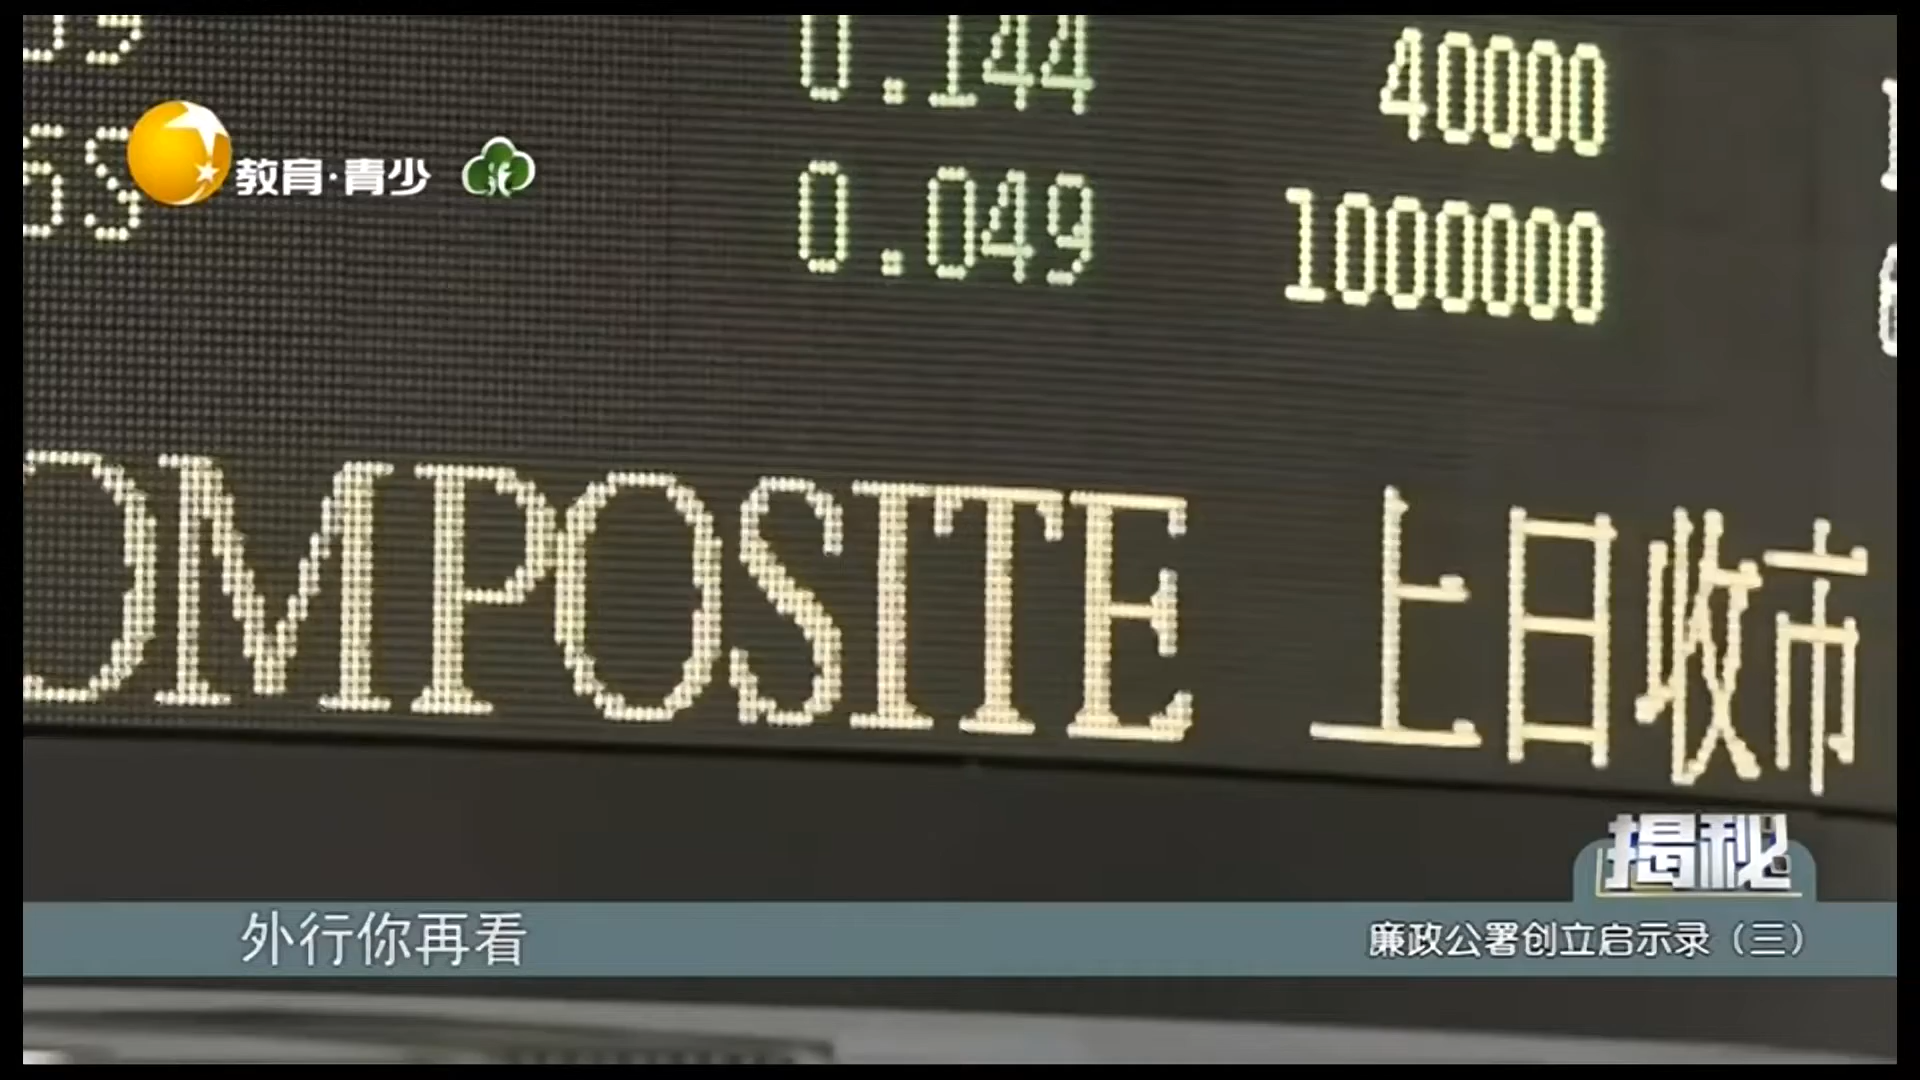 0.144 40000
教育·青少
0.049 1000000
OMPOSITE 上日收市
揭秘
外行你再看
廉政公署创立启示录（三）